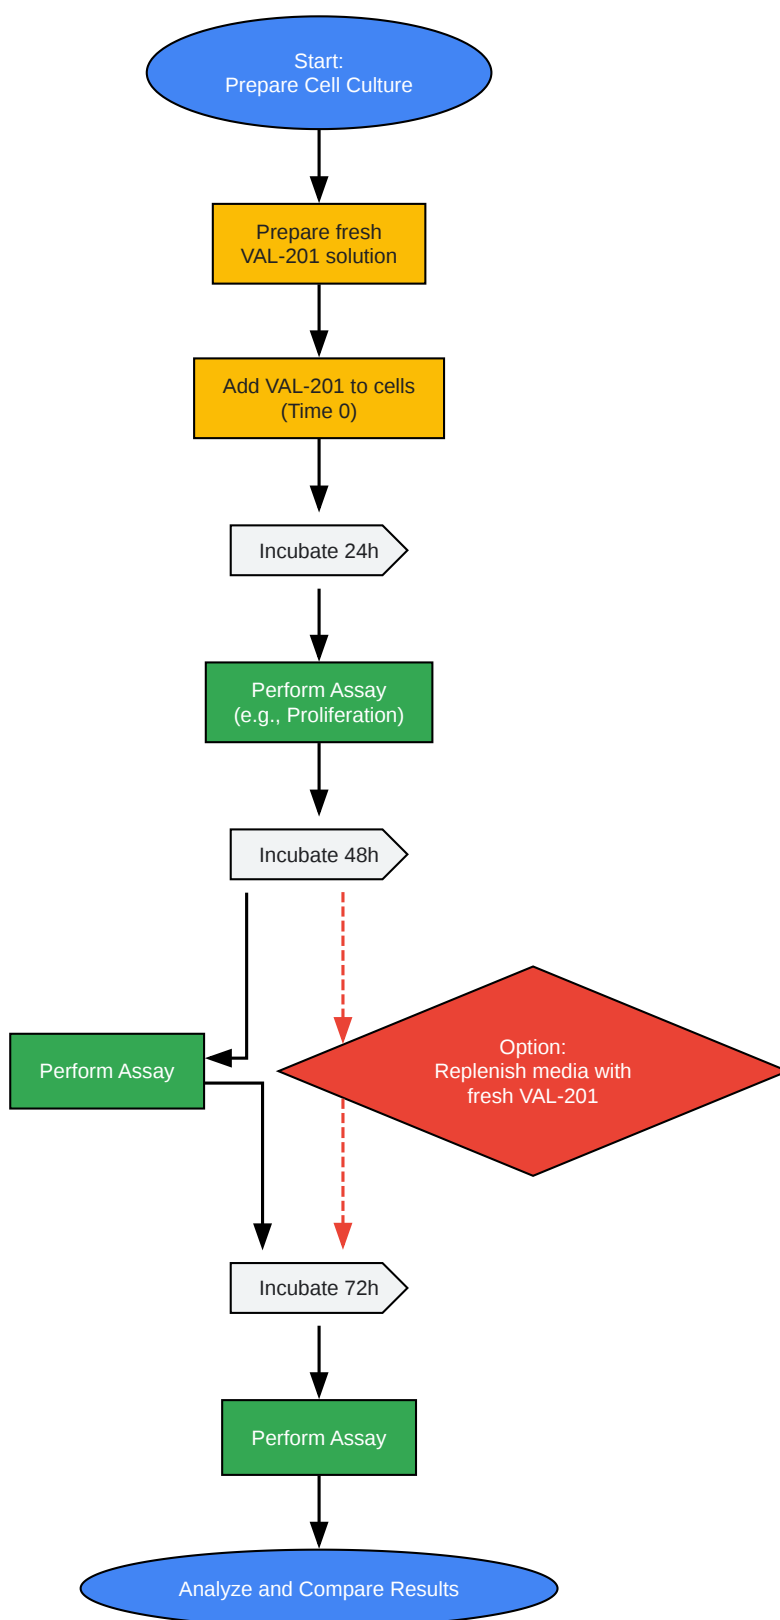 Start:
Prepare Cell Culture
Prepare fresh
VAL-201 solution
Add VAL-201 to cells
(Time 0)
Incubate 24h
Perform Assay
(e.g., Proliferation)
Incubate 48h
Perform Assay
Option:
Replenish media with
fresh VAL-201
Incubate 72h
Perform Assay
Analyze and Compare Results